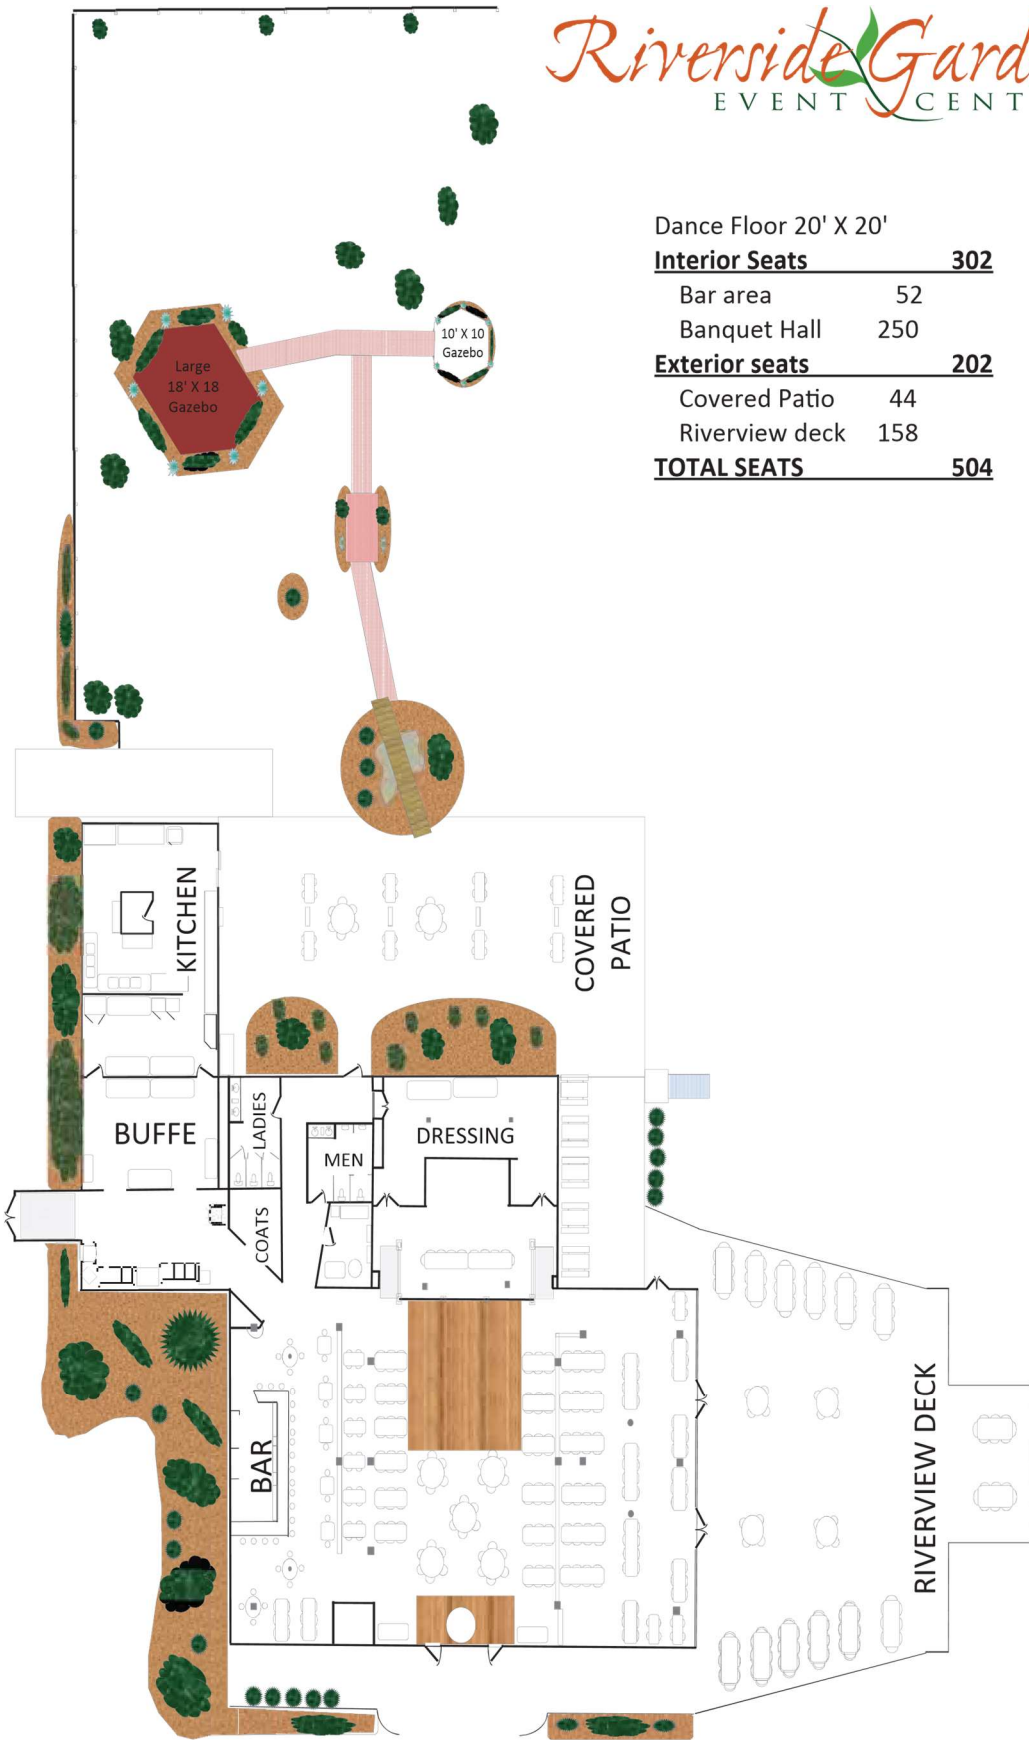 Riverside Gard
EVENT CENT
Dance Floor 20' X 20'
Interior Seats 302
Bar area 52
Banquet Hall 250
Exterior seats 202
Covered Patio 44
Riverview deck 158
TOTAL SEATS 504
10' X 10
Gazebo
Large
18' X 18
Gazebo
KITCHEN
COVERED
PATIO
BUFFE
LADIES
MEN
DRESSING
COATS
BAR
RIVERVIEW DECK